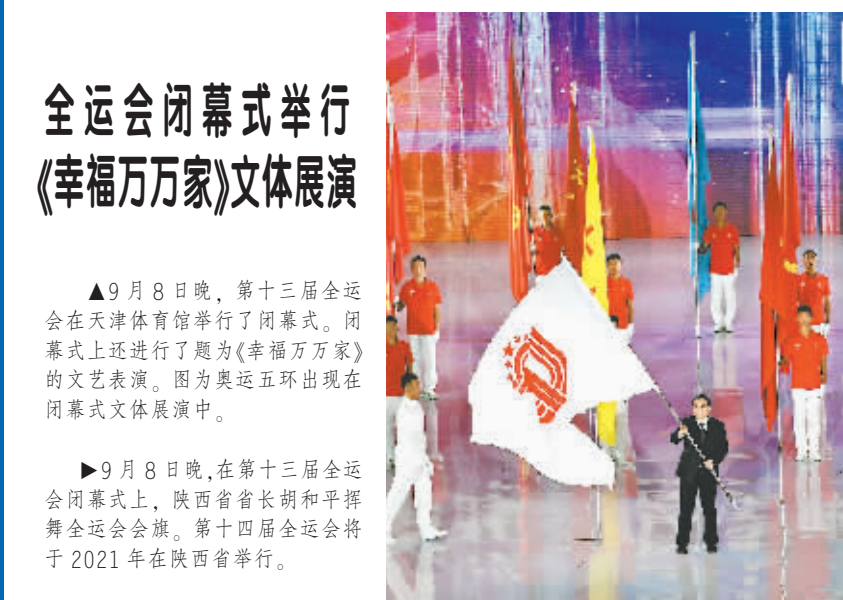 全运会闭幕式举行
《幸福万万家》文体展演
▲9月8日晚，第十三届全运
会在天津体育馆举行了闭幕式。闭
幕式上还进行了题为《幸福万万家》
的文艺表演。图为奥运五环出现在
闭幕式文体展演中。
▶9月8日晚,在第十三届全运
会闭幕式上，陕西省省长胡和平挥
舞全运会会旗。第十四届全运会将
于2021年在陕西省举行。